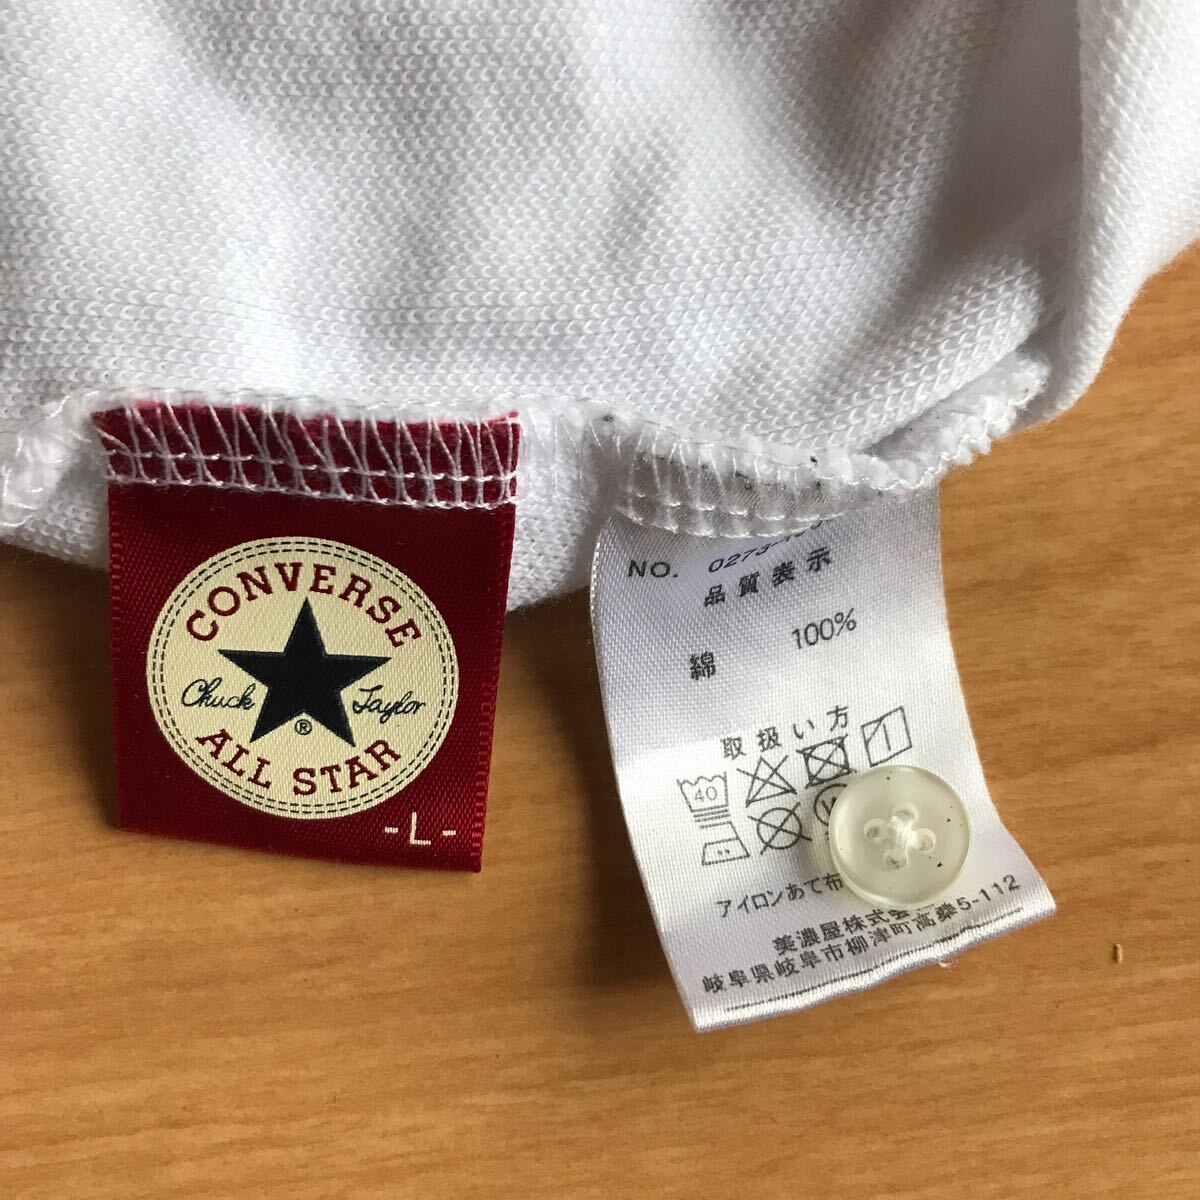 CONVERSE
Chuck Taylor
®
ALL STAR
-L-
NO. 0273-
品質表示
綿 100%
取扱い方
40
アイロンあて布
美濃屋株式会
岐阜県岐阜市柳津町高桑5-112